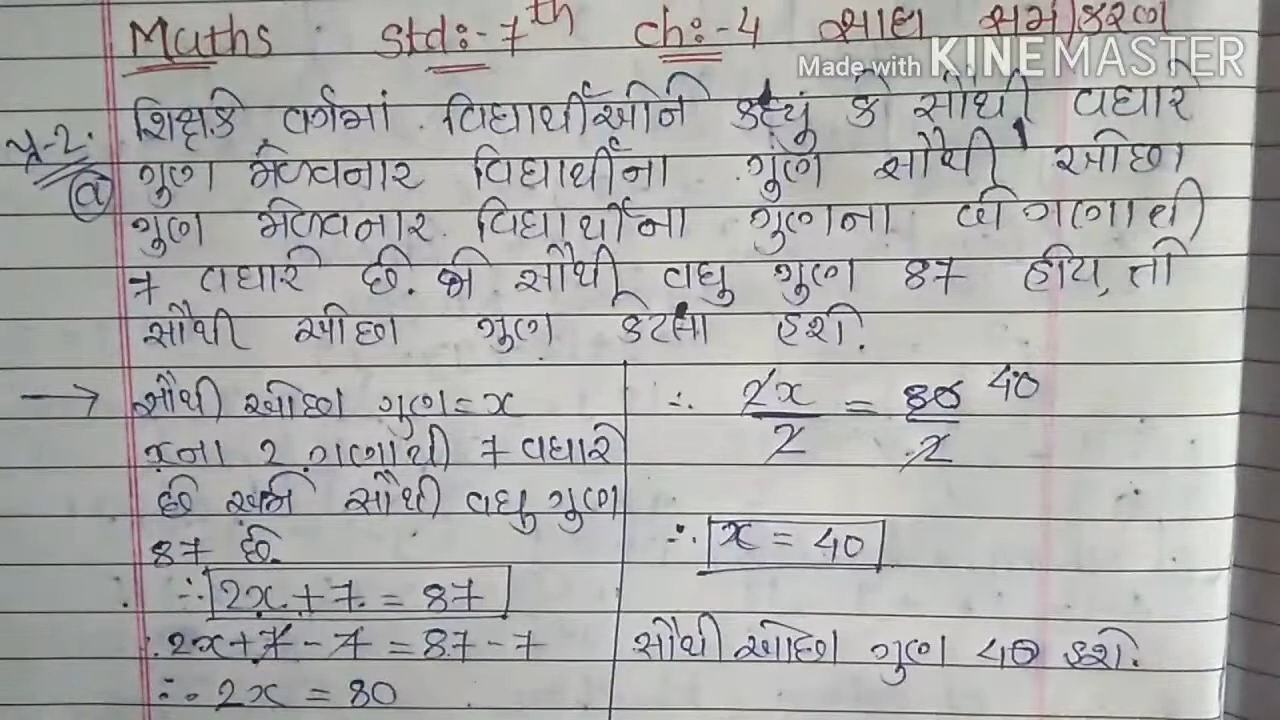 Maths std:- 7th ch:- 4 સાદા સમીકરણ
Made with KINEMASTER
પ્ર-2. શિક્ષકે વર્ગમાં વિદ્યાર્થીઓને કહ્યું કે સૌથી વધારે
(a) ગુણ મેળવનાર વિદ્યાર્થીના ગુણ સૌથી ઓછા
ગુણ મેળવનાર વિદ્યાર્થીના ગુણના બે ગણાથી
7 વધારે છે. જો સૌથી વધુ ગુણ 87 હોય, તો
સૌથી ઓછા ગુણ કેટલા હશે.
→ સૌથી ઓછા ગુણ = x
xના 2 ગણાથી 7 વધારે
છે અને સૌથી વધુ ગુણ
87 છે.
∴ 2x + 7 = 87
∴ 2x + 7 - 7 = 87 - 7
∴ 2x = 80
∴ 2x/2 = 80/2 40
∴ x = 40
સૌથી ઓછા ગુણ 40 હશે.